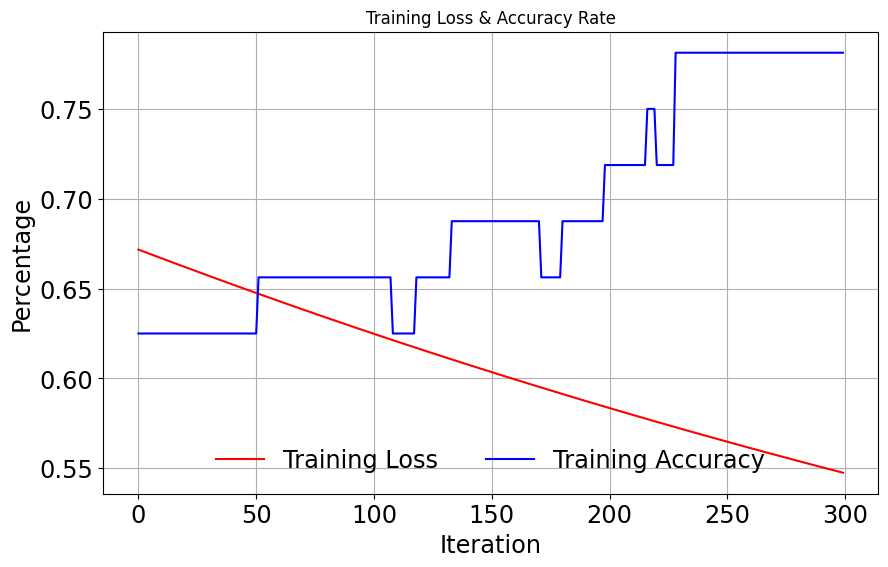 Training Loss & Accuracy Rate
Percentage
0.75
0.70
0.65
0.60
0.55
Training Loss Training Accuracy
0 50 100 150 200 250 300
Iteration